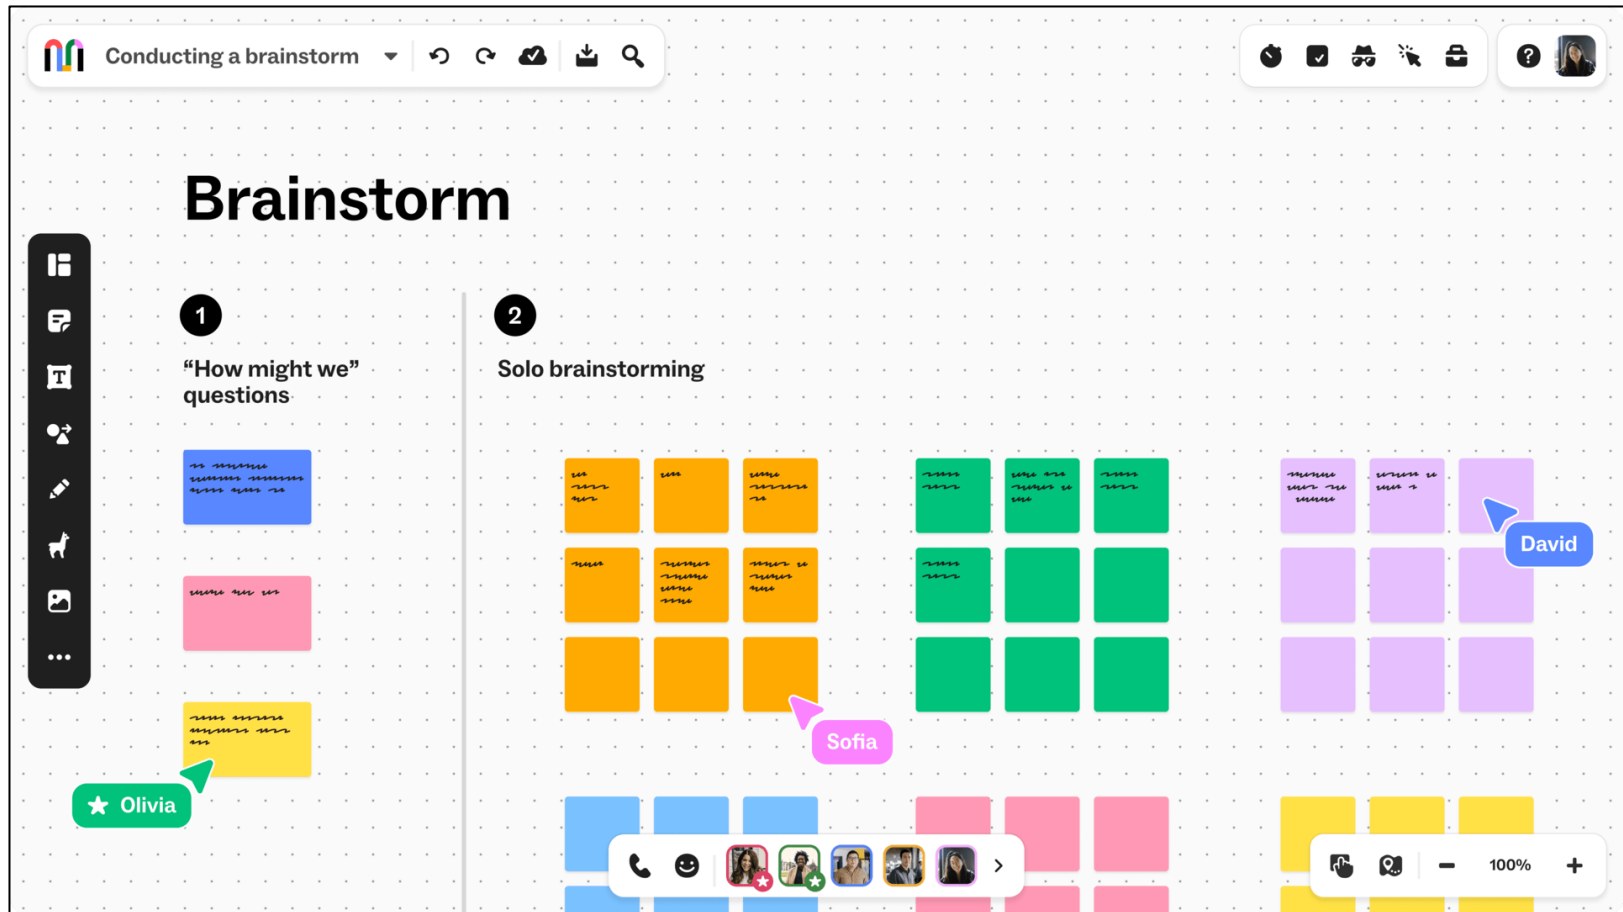 Conducting a brainstorm
Brainstorm
1
“How might we”
questions
2
Solo brainstorming
David
Sofia
Olivia
100%